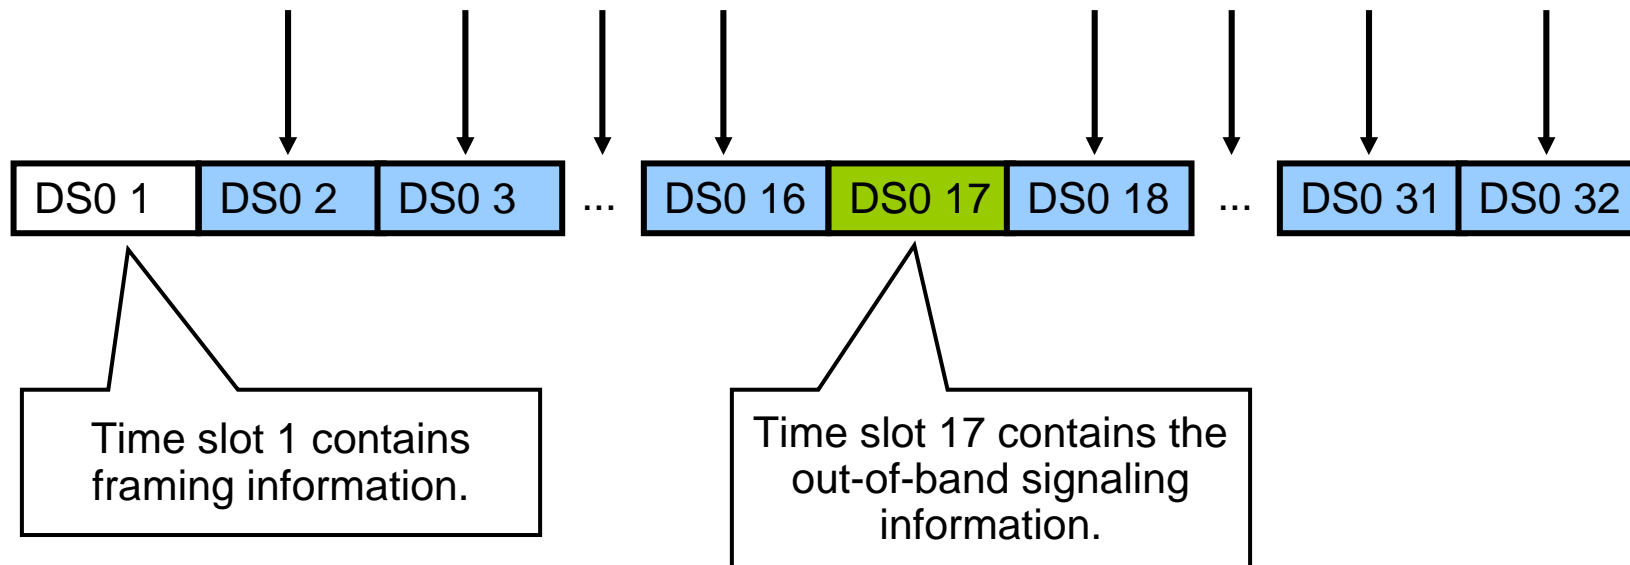 DS0 1 DS0 2 DS0 3 ... DS0 16 DS0 17 DS0 18 ... DS0 31 DS0 32
Time slot 1 contains
framing information.
Time slot 17 contains the
out-of-band signaling
information.